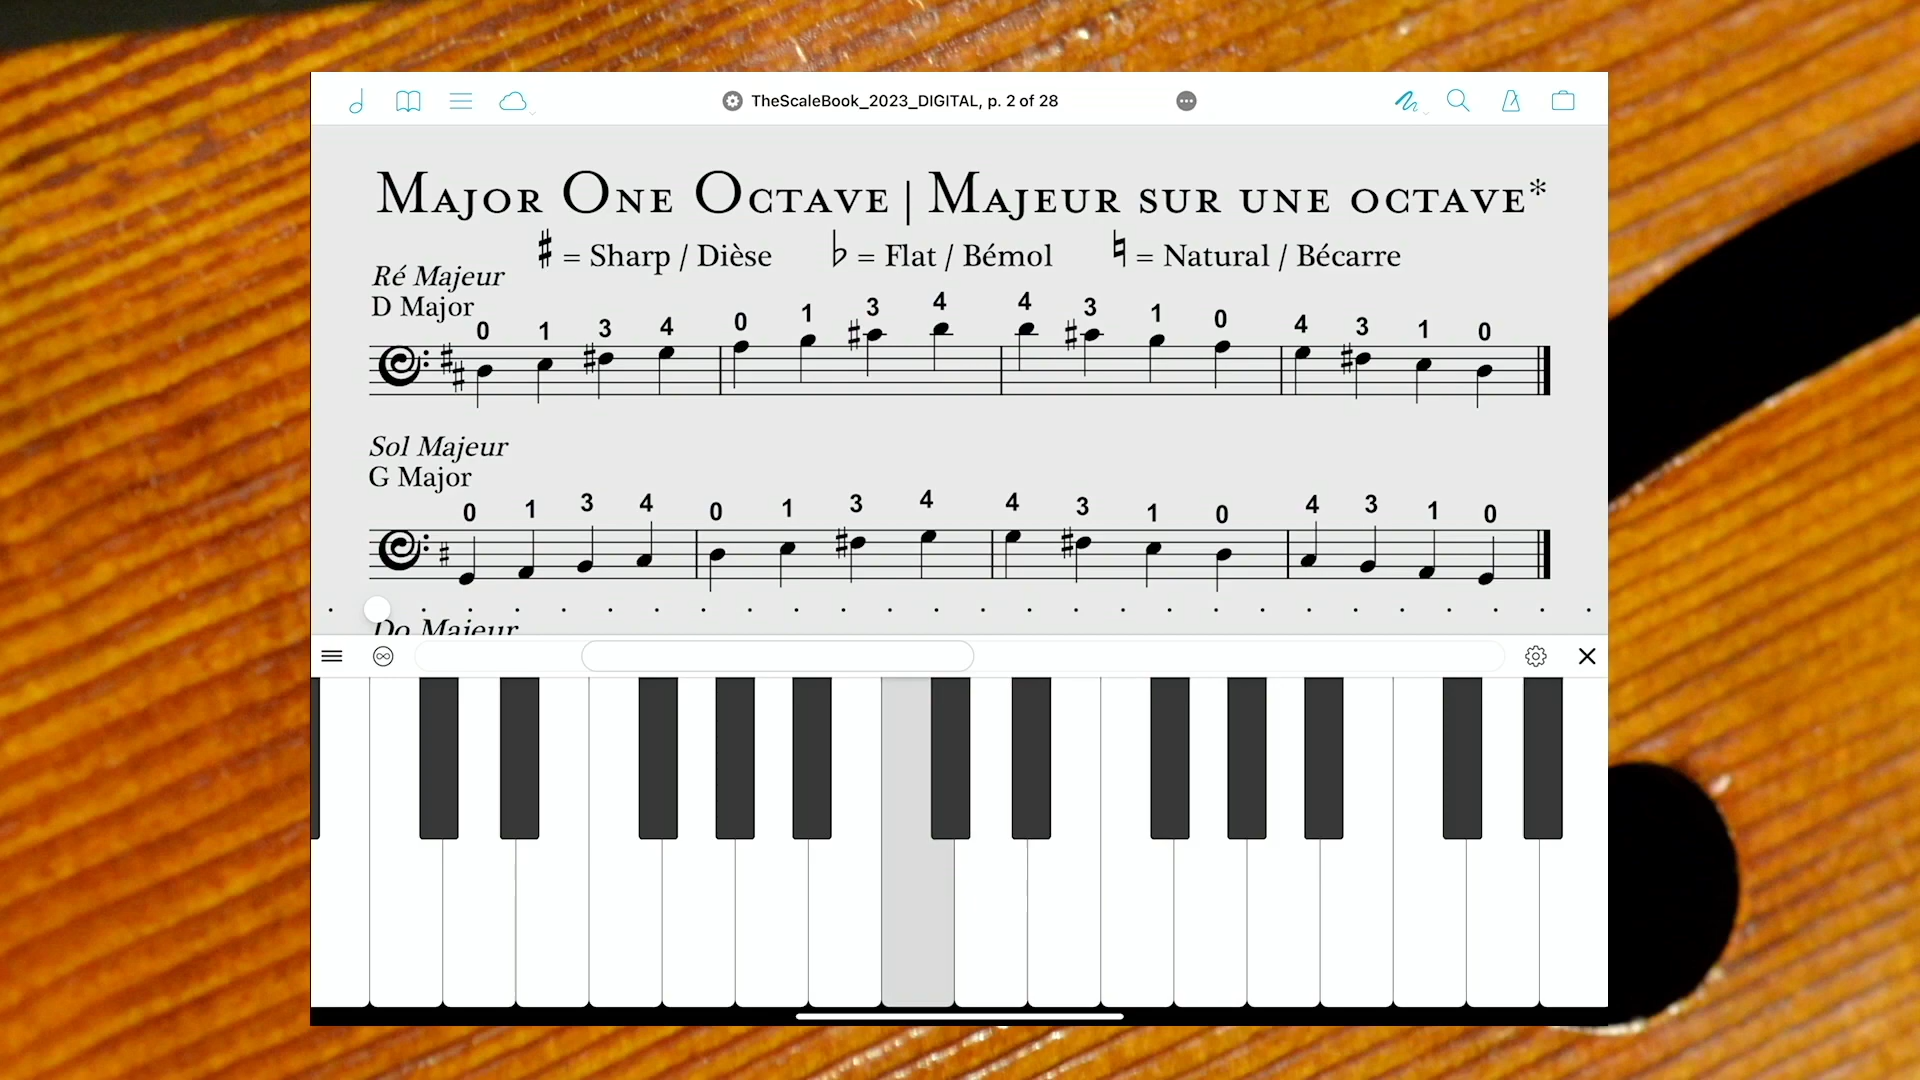 TheScaleBook_2023_DIGITAL, p. 2 of 28
Major One Octave | Majeur sur une octave*
♯ = Sharp / Dièse ♭ = Flat / Bémol ♮ = Natural / Bécarre
Ré Majeur
D Major
0 1 3 4 0 1 3 4 4 3 1 0 4 3 1 0
Sol Majeur
G Major
0 1 3 4 0 1 3 4 4 3 1 0 4 3 1 0
Do Majeur